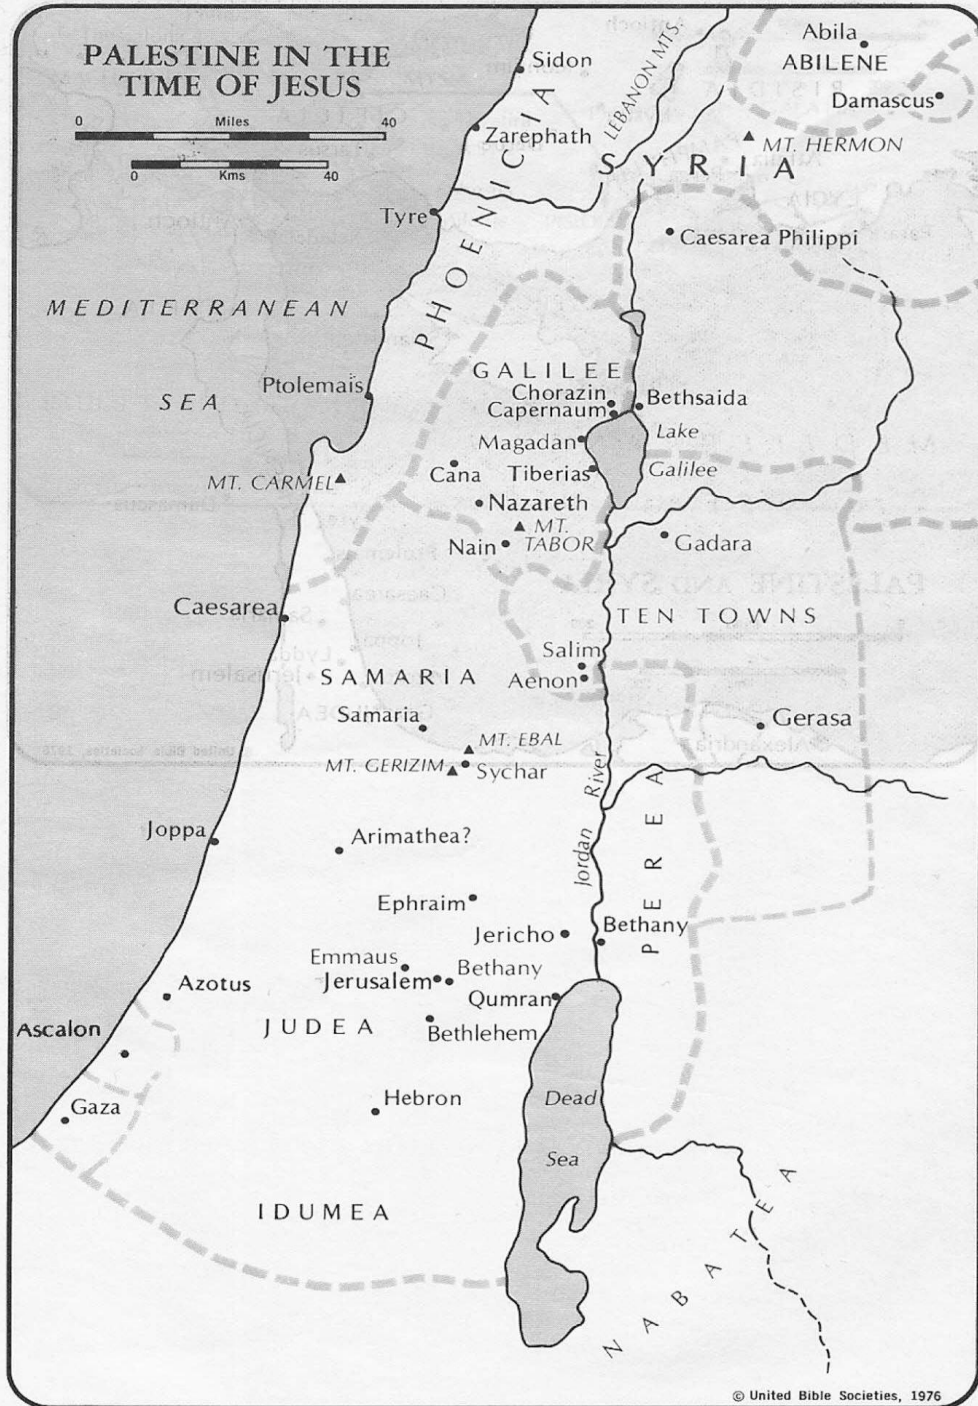 PALESTINE IN THE
TIME OF JESUS
0 Miles 40
0 Kms 40
Sidon
LEBANON MTS.
Abila
ABILENE
Damascus
Zarephath
MT. HERMON
SYRIA
Tyre
PHOENICIA
Caesarea Philippi
MEDITERRANEAN
SEA
GALILEE
Ptolemais
Chorazin
Capernaum
Bethsaida
Magadan
Lake
Galilee
Cana
Tiberias
MT. CARMEL
Nazareth
MT.
TABOR
Nain
Gadara
Caesarea
TEN TOWNS
Salim
Aenon
SAMARIA
Samaria
Gerasa
MT. EBAL
MT. GERIZIM
Sychar
Jordan River
PEREA
Joppa
Arimathea?
Ephraim
Jericho
Bethany
Emmaus
Jerusalem
Bethany
Azotus
Qumran
JUDEA
Bethlehem
Ascalon
Dead
Sea
Hebron
Gaza
IDUMEA
NABATEA
© United Bible Societies, 1976